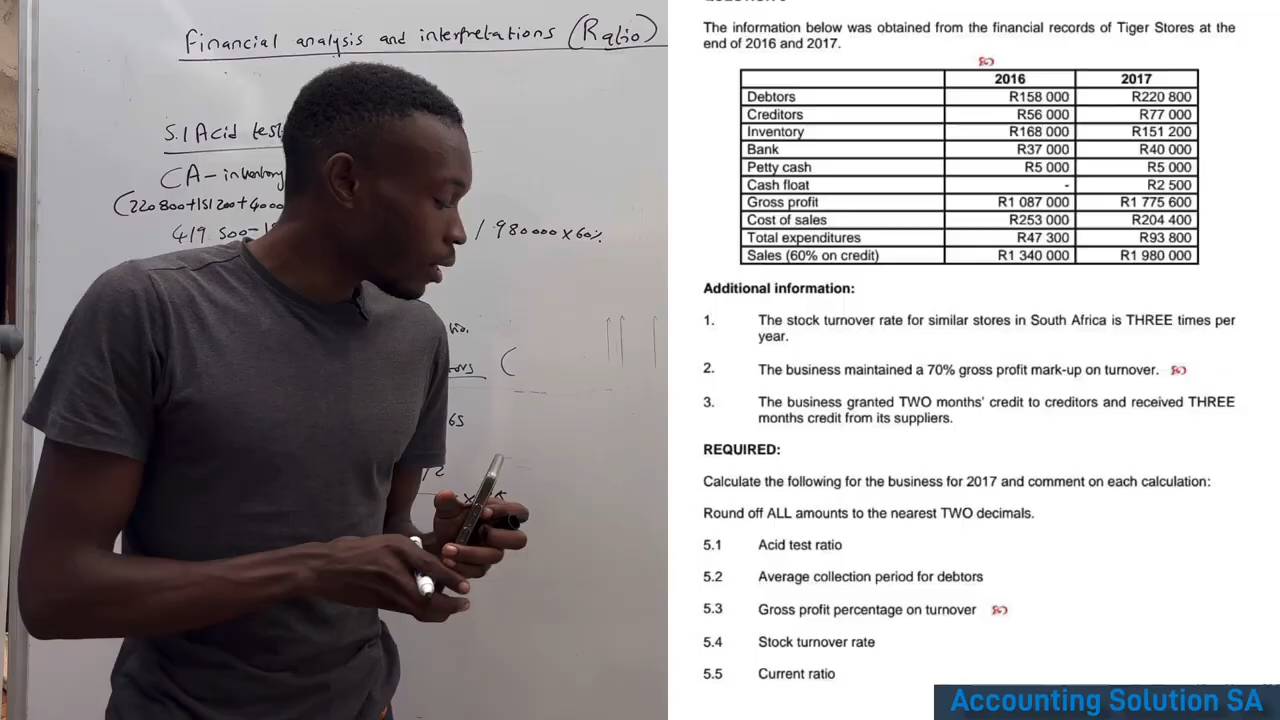 Financial analysis and interpretations (Ratio)
5.1 Acid test
CA - inventory
(220 800+151 200+4000
419 500-
/ 980000 x 60%
The information below was obtained from the financial records of Tiger Stores at the
end of 2016 and 2017.
2016 2017
Debtors R158 000 R220 800
Creditors R56 000 R77 000
Inventory R168 000 R151 200
Bank R37 000 R40 000
Petty cash R5 000 R5 000
Cash float - R2 500
Gross profit R1 087 000 R1 775 600
Cost of sales R253 000 R204 400
Total expenditures R47 300 R93 800
Sales (60% on credit) R1 340 000 R1 980 000
Additional information:
1. The stock turnover rate for similar stores in South Africa is THREE times per
year.
2. The business maintained a 70% gross profit mark-up on turnover.
3. The business granted TWO months' credit to creditors and received THREE
months credit from its suppliers.
REQUIRED:
Calculate the following for the business for 2017 and comment on each calculation:
Round off ALL amounts to the nearest TWO decimals.
5.1 Acid test ratio
5.2 Average collection period for debtors
5.3 Gross profit percentage on turnover
5.4 Stock turnover rate
5.5 Current ratio
Accounting Solution SA